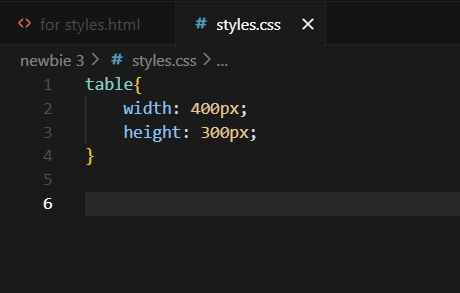 <> for styles.html # styles.css ×
newbie 3 > # styles.css > ...
1 table{
2 width: 400px;
3 height: 300px;
4 }
5
6